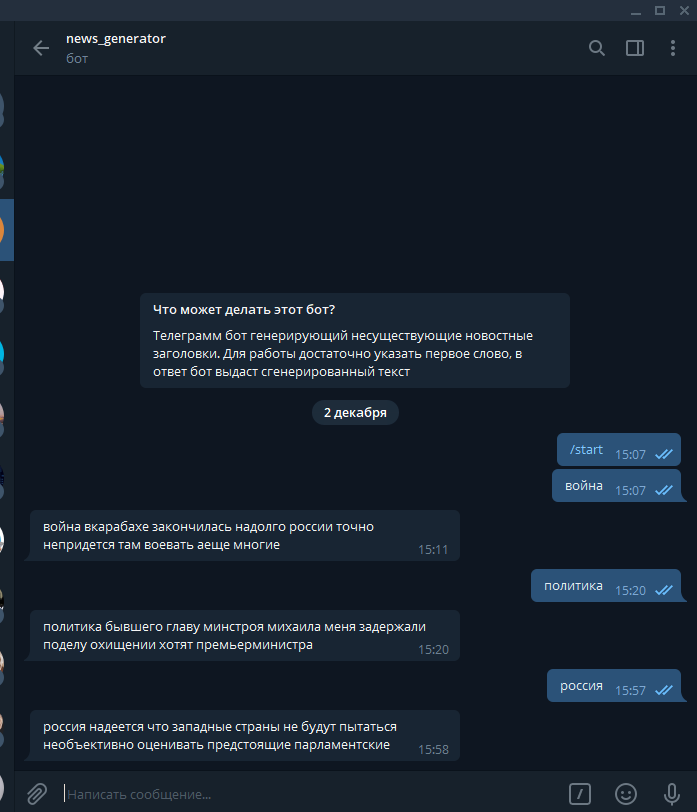 news_generator
бот
Что может делать этот бот?
Телеграмм бот генерирующий несуществующие новостные
заголовки. Для работы достаточно указать первое слово, в
ответ бот выдаст сгенерированный текст
2 декабря
/start 15:07
война 15:07
война вкарабахе закончилась надолго россии точно
непридется там воевать аеще многие
15:11
политика 15:20
политика бывшего главу минстроя михаила меня задержали
поделу охищении хотят премьерминистра
15:20
россия 15:57
россия надеется что западные страны не будут пытаться
необъективно оценивать предстоящие парламентские
15:58
Написать сообщение...